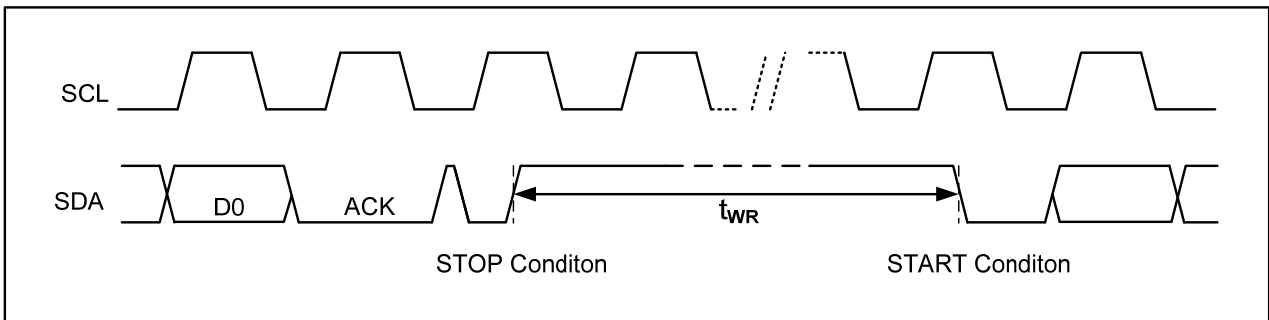 SCL
SDA
D0
ACK
tWR
STOP Conditon
START Conditon